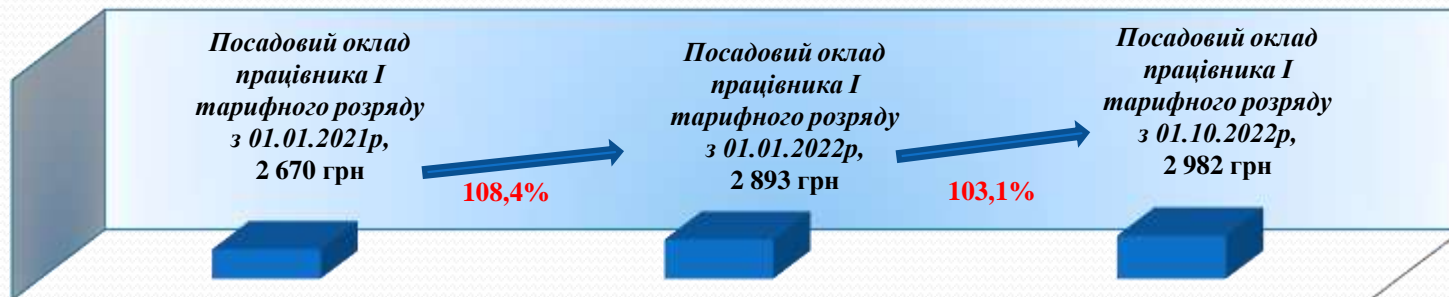 Посадовий оклад
працівника І
тарифного розряду
з 01.01.2021р,
2 670 грн
108,4%
Посадовий оклад
працівника І
тарифного розряду
з 01.01.2022р,
2 893 грн
103,1%
Посадовий оклад
працівника І
тарифного розряду
з 01.10.2022р,
2 982 грн